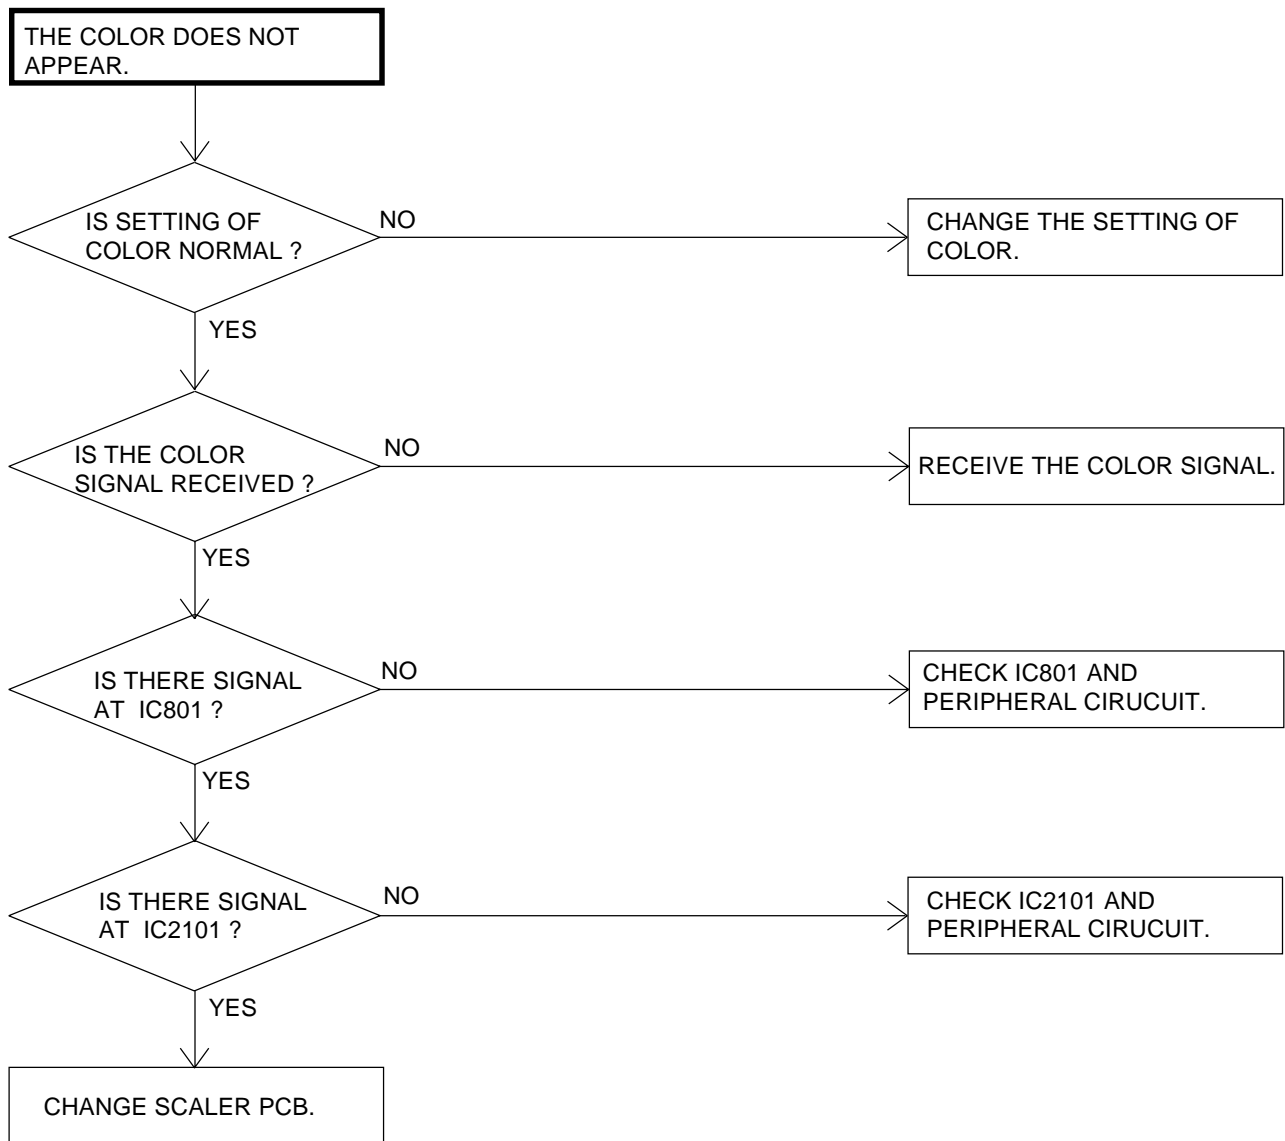 THE COLOR DOES NOT
APPEAR.
IS SETTING OF
COLOR NORMAL ?
NO
CHANGE THE SETTING OF
COLOR.
YES
IS THE COLOR
SIGNAL RECEIVED ?
NO
RECEIVE THE COLOR SIGNAL.
YES
IS THERE SIGNAL
AT IC801 ?
NO
CHECK IC801 AND
PERIPHERAL CIRUCUIT.
YES
IS THERE SIGNAL
AT IC2101 ?
NO
CHECK IC2101 AND
PERIPHERAL CIRUCUIT.
YES
CHANGE SCALER PCB.